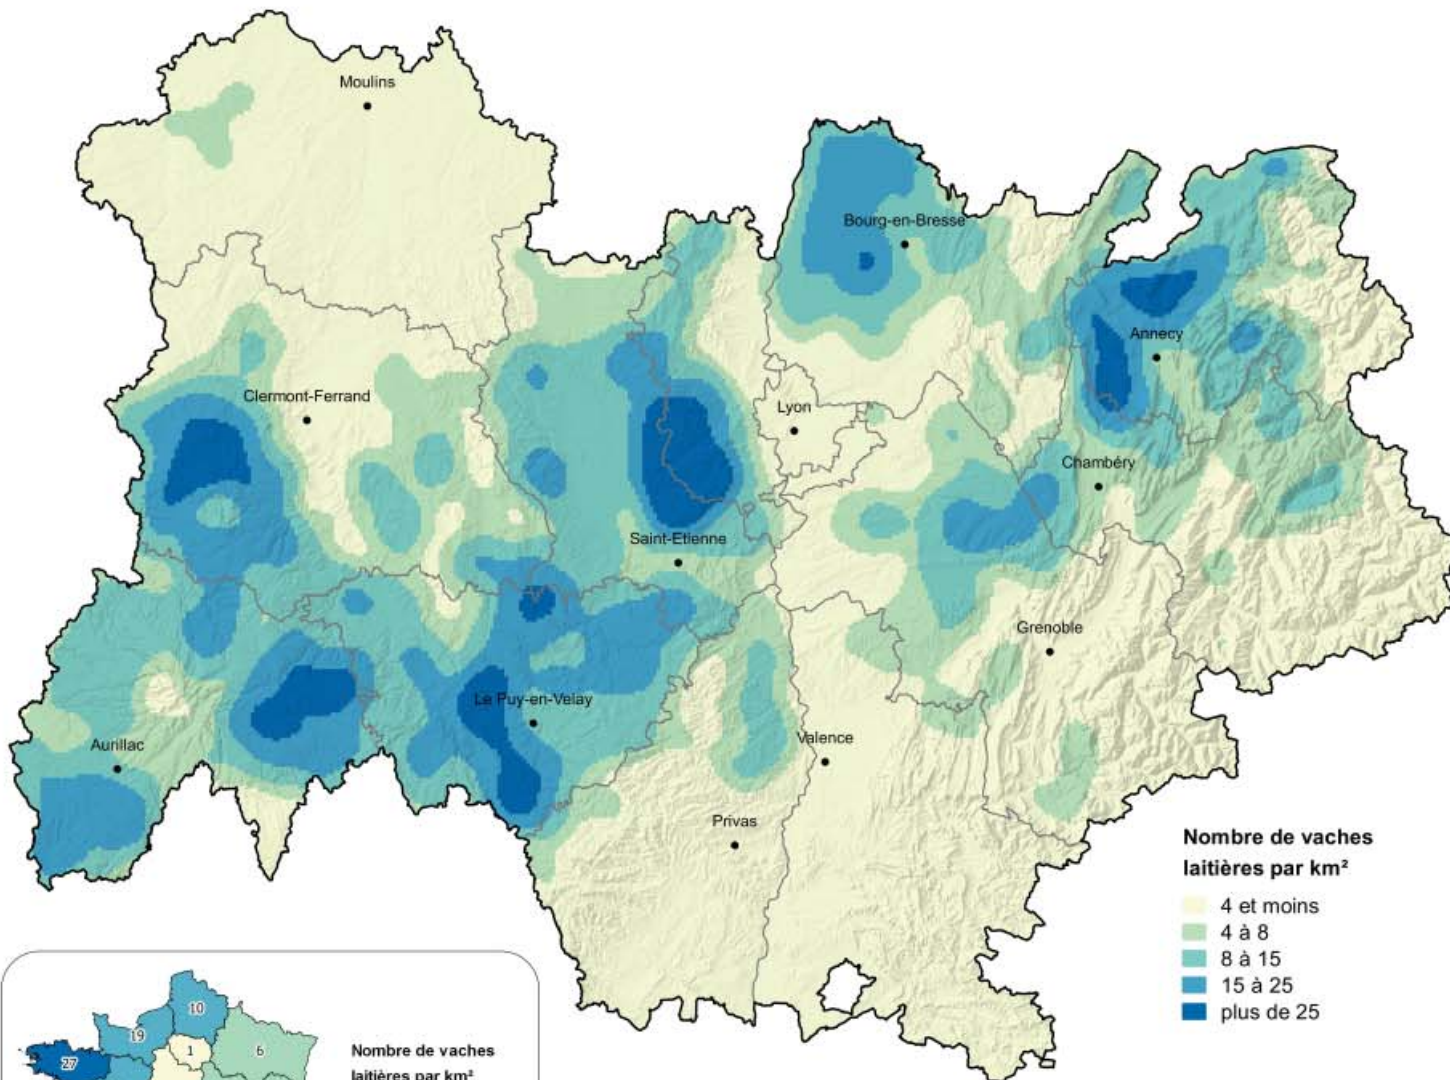 Moulins
Bourg-en-Bresse
Annecy
Clermont-Ferrand
Lyon
Chambéry
Saint-Etienne
Grenoble
Le Puy-en-Velay
Aurillac
Valence
Privas
Nombre de vaches
laitières par km²
4 et moins
4 à 8
8 à 15
15 à 25
plus de 25
10
19
1
6
27
Nombre de vaches
laitières par km²